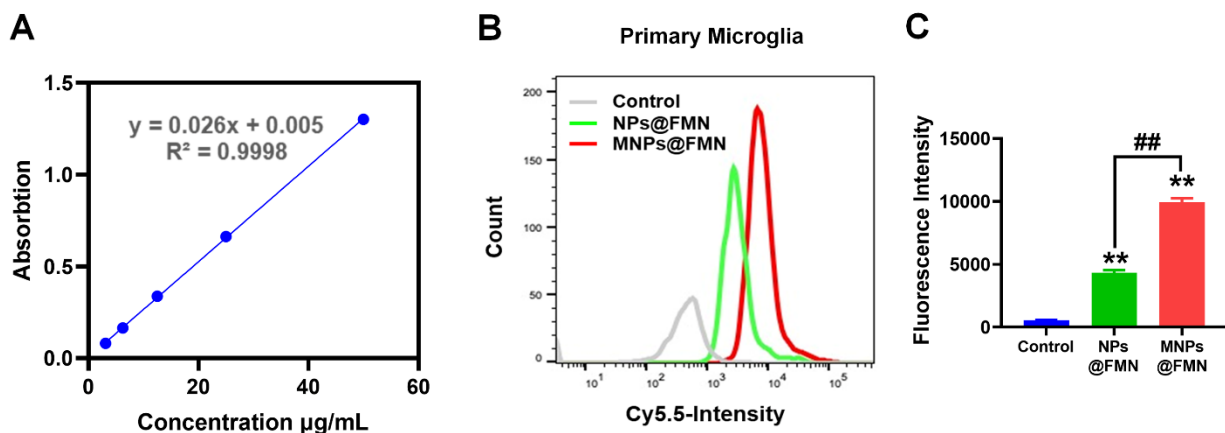 A
1.5
1.0
0.5
0.0
y = 0.026x + 0.005
R² = 0.9998
0 20 40 60
Absorbtion
Concentration µg/mL
B
Primary Microglia
200
150
100
50
0
Control
NPs@FMN
MNPs@FMN
10¹ 10² 10³ 10⁴ 10⁵
Count
Cy5.5-Intensity
C
15000
10000
5000
0
##
**
**
Fluorescence Intensity
Control NPs @FMN MNPs @FMN